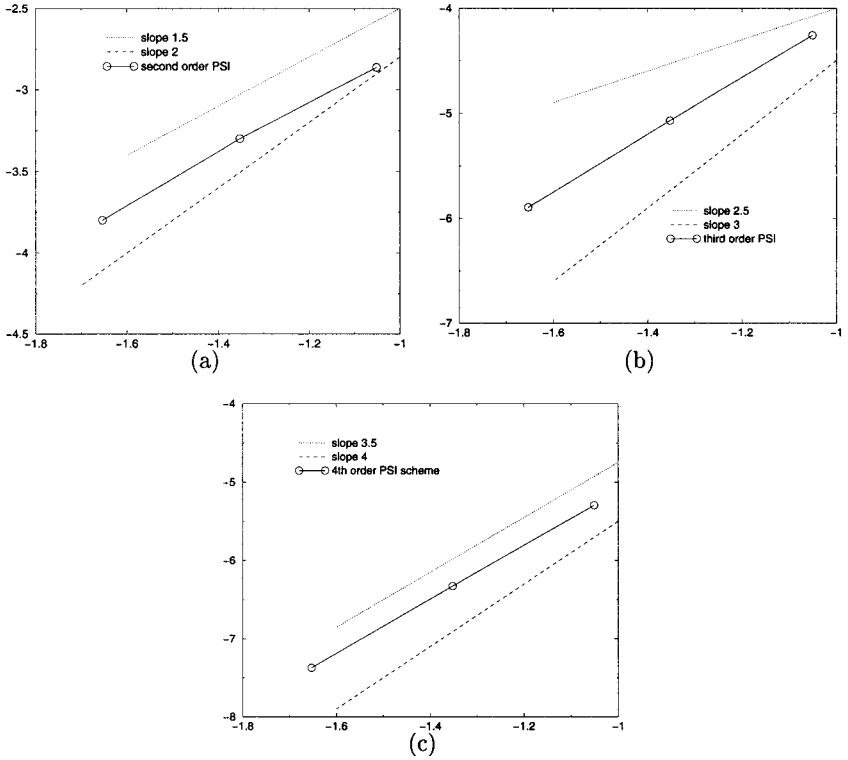 -2.5
slope 1.5
slope 2
second order PSI
-3
-3.5
-4
-4.5
-1.8 -1.6 -1.4 -1.2 -1
(a)
-4
-5
-6
slope 2.5
slope 3
third order PSI
-7
-1.8 -1.6 -1.4 -1.2 -1
(b)
-4
slope 3.5
slope 4
4th order PSI scheme
-5
-6
-7
-8
-1.8 -1.6 -1.4 -1.2 -1
(c)